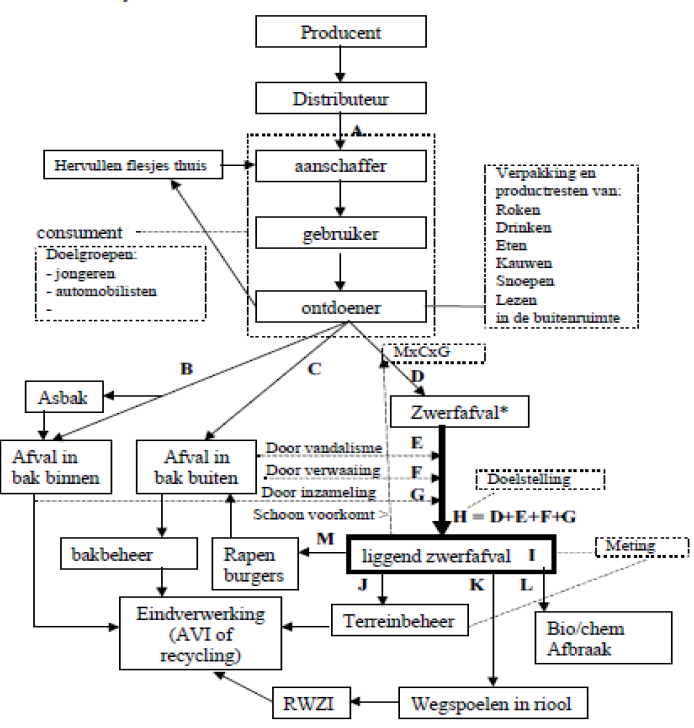 Producent
Distributeur
A
Hervullen flesjes thuis
aanschaffer
Verpakking en
productresten van:
Roken
Drinken
Eten
Kauwen
Snoepen
Lezen
in de buitenruimte
consument
gebruiker
Doelgroepen:
- jongeren
- automobilisten
-
ontdoener
MxCxG
B
C
D
Asbak
Zwerfafval*
Afval in
bak binnen
Afval in
bak buiten
Door vandalisme E
Door verwaaiing F
Door inzameling G
Schoon voorkomt >
Doelstelling
H = D+E+F+G
bakbeheer
Rapen
burgers
M
liggend zwerfafval I
Meting
J
K
L
Eindverwerking
(AVI of
recycling)
Terreinbeheer
Bio/chem
Afbraak
RWZI
Wegspoelen in riool